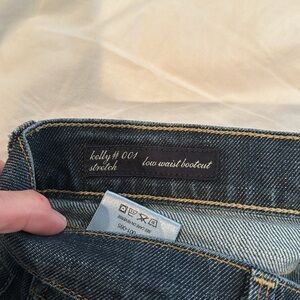 kelly # 001
stretch
low waist bootcut